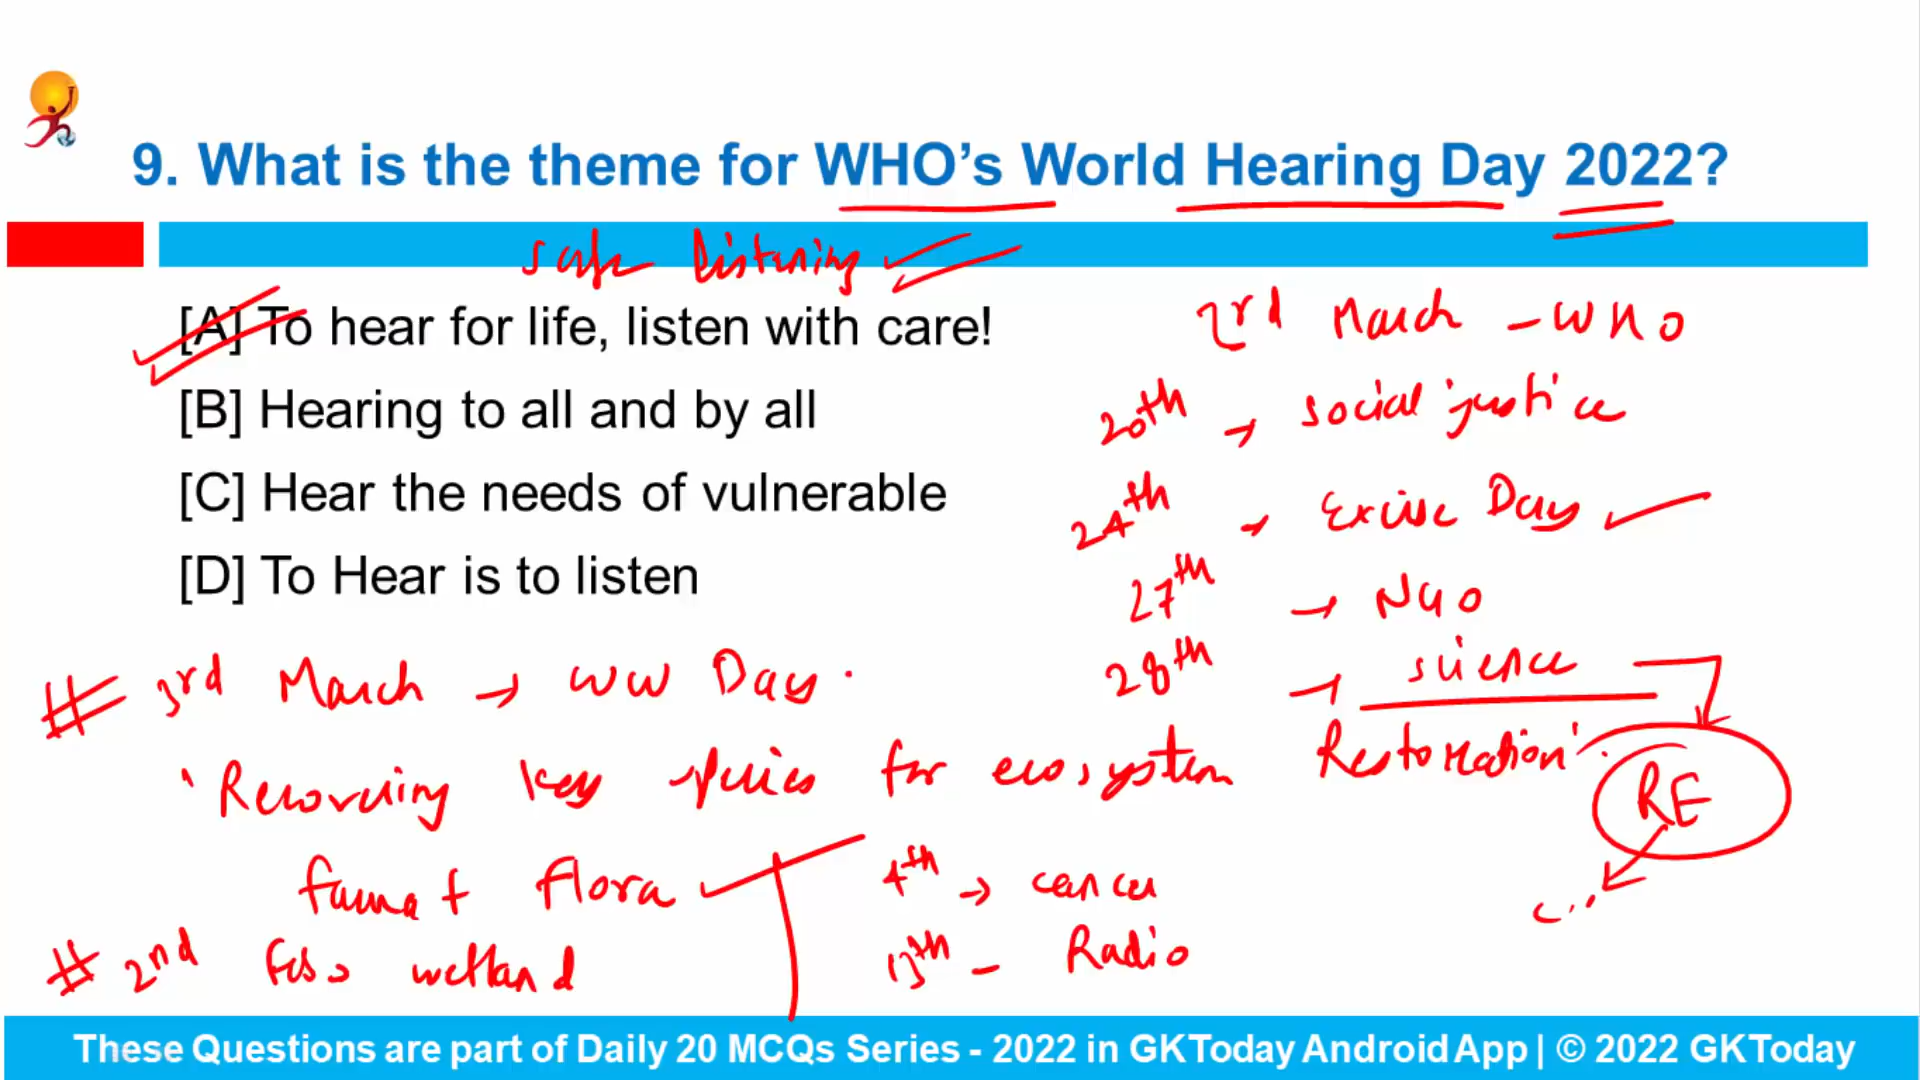 9. What is the theme for WHO's World Hearing Day 2022?
safe listening
[A] To hear for life, listen with care!
[B] Hearing to all and by all
[C] Hear the needs of vulnerable
[D] To Hear is to listen
3rd March - WHO
20th → social justice
24th → Excise Day
27th → NGO
28th → science
# 3rd March → WW Day.
'Recovering key species for ecosystem Restoration'.
RE
fauna + flora
4th → cancer
# 2nd Feb → wetland
13th - Radio
These Questions are part of Daily 20 MCQs Series - 2022 in GKToday Android App | © 2022 GKToday